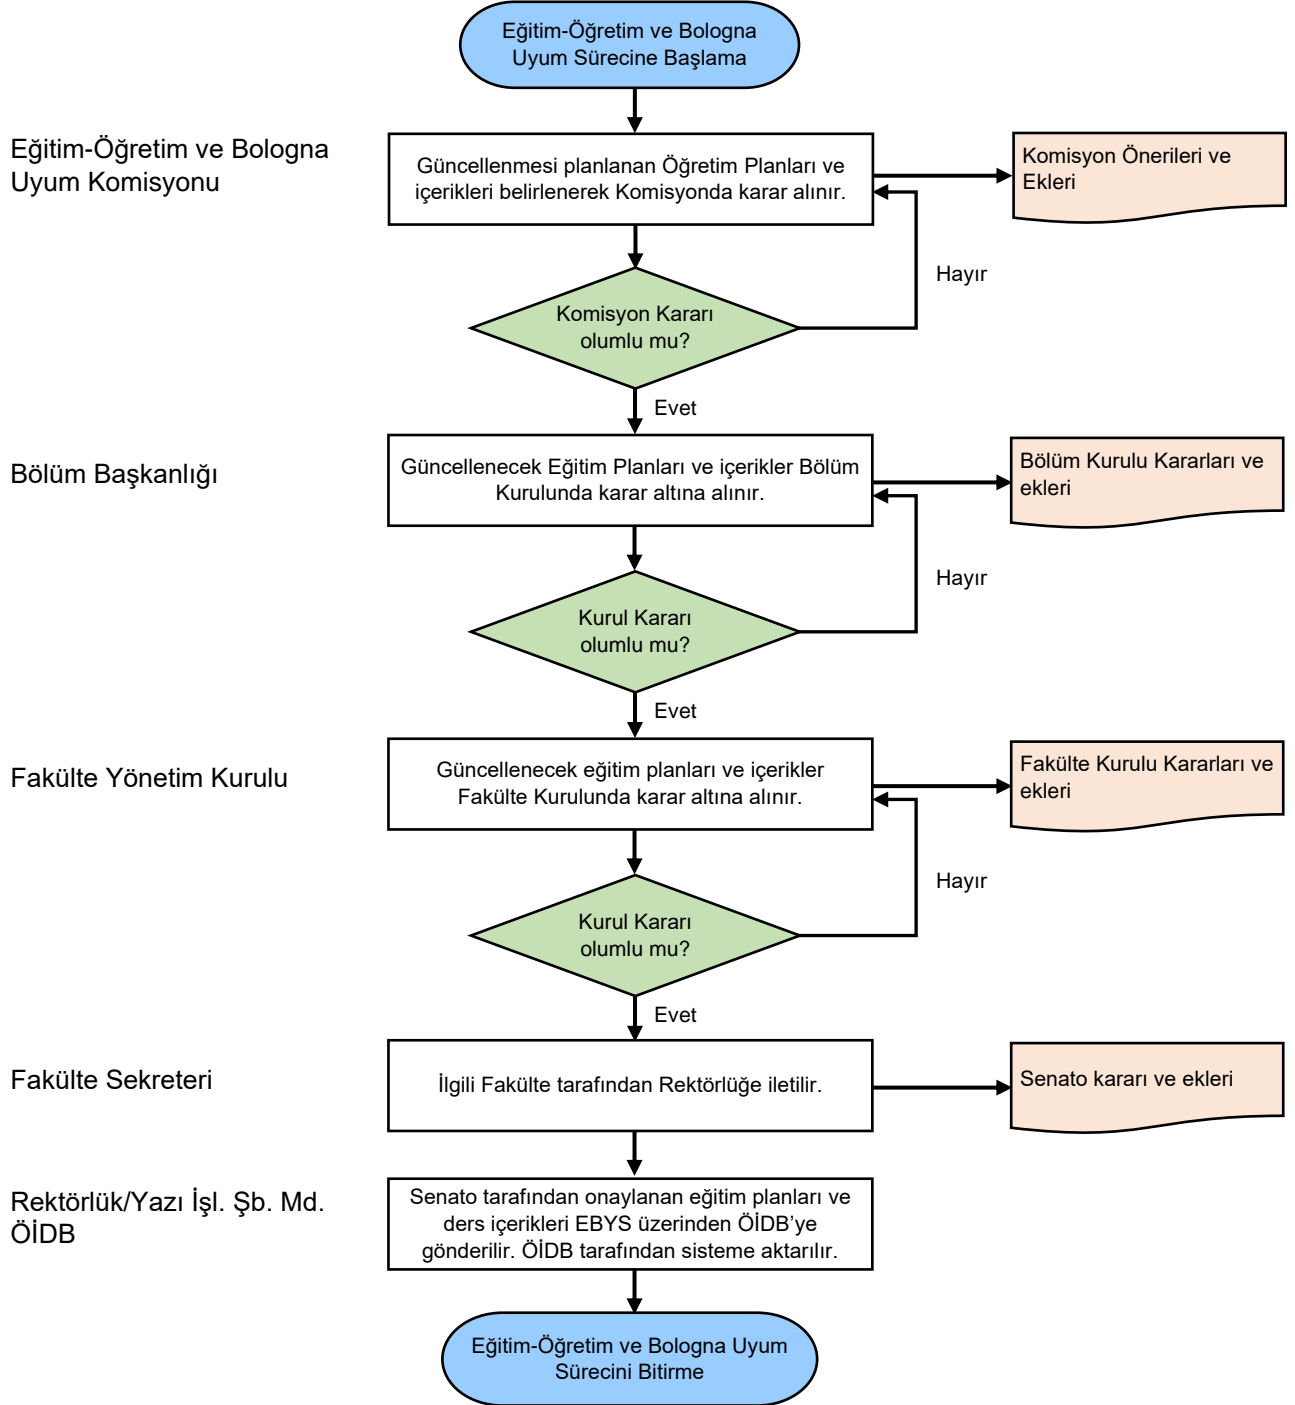 Eğitim-Öğretim ve Bologna
Uyum Sürecine Başlama
Eğitim-Öğretim ve Bologna
Uyum Komisyonu
Güncellenmesi planlanan Öğretim Planları ve
içerikleri belirlenerek Komisyonda karar alınır.
Komisyon Önerileri ve
Ekleri
Hayır
Komisyon Kararı
olumlu mu?
Evet
Bölüm Başkanlığı
Güncellenecek Eğitim Planları ve içerikler Bölüm
Kurulunda karar altına alınır.
Bölüm Kurulu Kararları ve
ekleri
Hayır
Kurul Kararı
olumlu mu?
Evet
Fakülte Yönetim Kurulu
Güncellenecek eğitim planları ve içerikler
Fakülte Kurulunda karar altına alınır.
Fakülte Kurulu Kararları ve
ekleri
Hayır
Kurul Kararı
olumlu mu?
Evet
Fakülte Sekreteri
İlgili Fakülte tarafından Rektörlüğe iletilir.
Senato kararı ve ekleri
Rektörlük/Yazı İşl. Şb. Md.
ÖİDB
Senato tarafından onaylanan eğitim planları ve
ders içerikleri EBYS üzerinden ÖİDB’ye
gönderilir. ÖİDB tarafından sisteme aktarılır.
Eğitim-Öğretim ve Bologna Uyum
Sürecini Bitirme